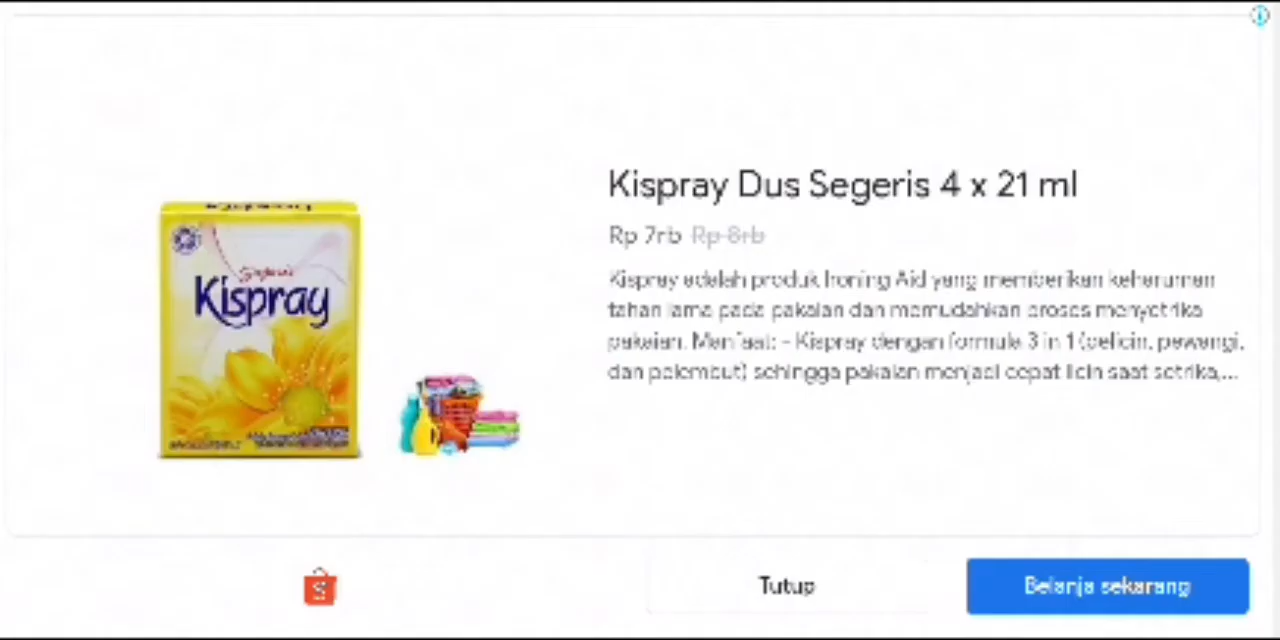 Kispray Dus Segeris 4 x 21 ml
Rp 7rb Rp 8rb
Kispray adalah produk Ironing Aid yang memberikan keharuman
tahan lama pada pakaian dan memudahkan proses menyetrika
pakaian. Manfaat: - Kispray dengan formula 3 in 1 (pelicin, pewangi,
dan pelembut) sehingga pakaian menjadi cepat licin saat setrika,...
Segeris
Kispray
S
Tutup
Belanja sekarang